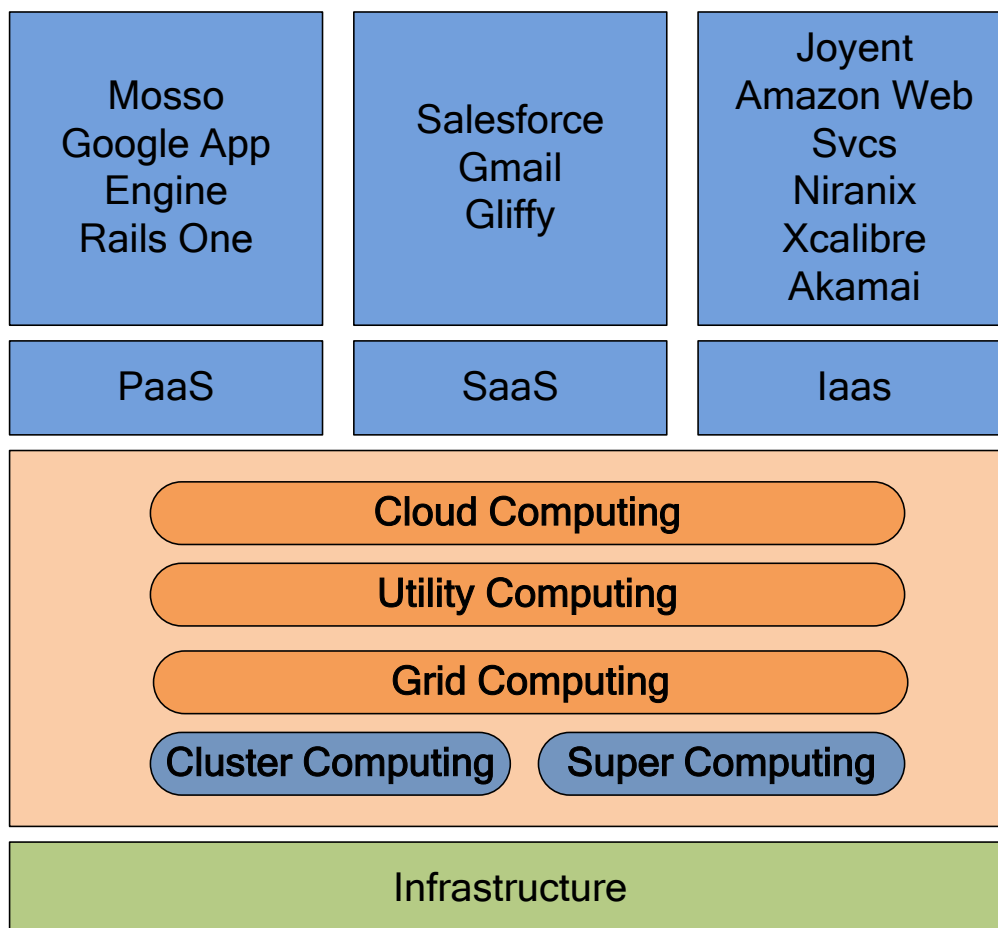 Mosso
Google App
Engine
Rails One
Salesforce
Gmail
Gliffy
Joyent
Amazon Web
Svcs
Niranix
Xcalibre
Akamai
PaaS
SaaS
Iaas
Cloud Computing
Utility Computing
Grid Computing
Cluster Computing
Super Computing
Infrastructure